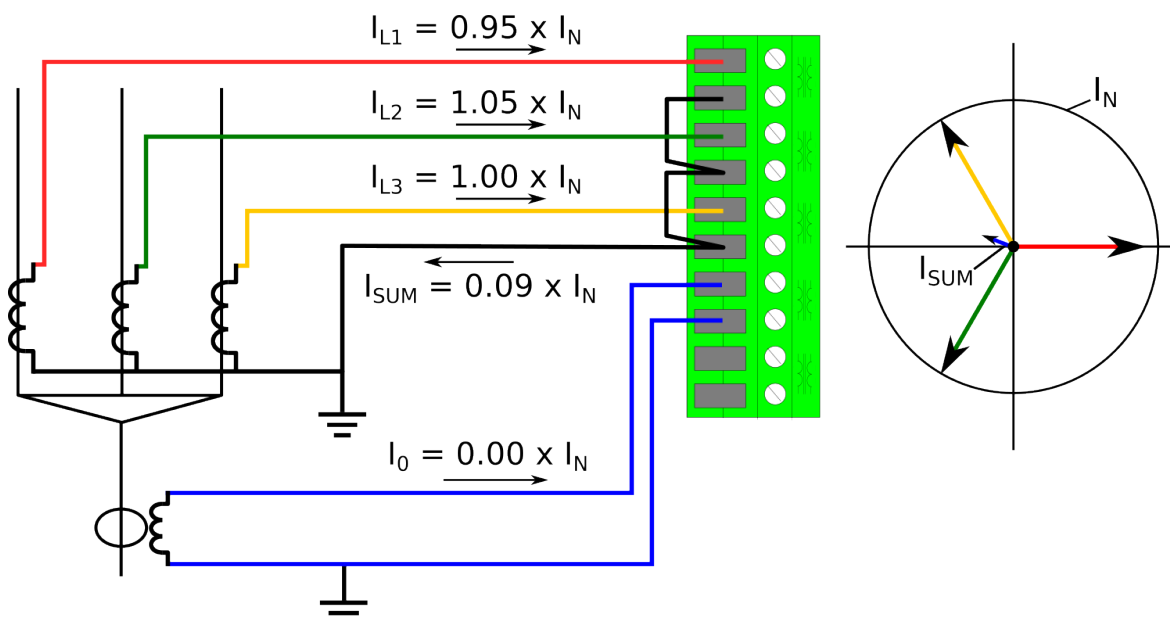 I_L1 = 0.95 x I_N
I_L2 = 1.05 x I_N
I_L3 = 1.00 x I_N
I_SUM = 0.09 x I_N
I_0 = 0.00 x I_N
I_N
I_SUM